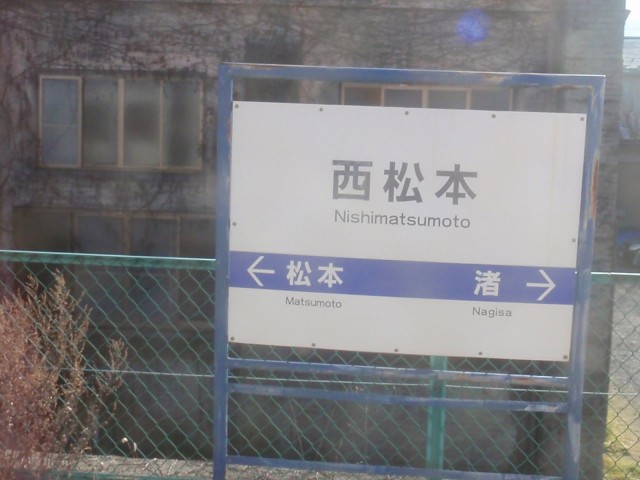 西松本
Nishimatsumoto
← 松本 渚 →
Matsumoto Nagisa